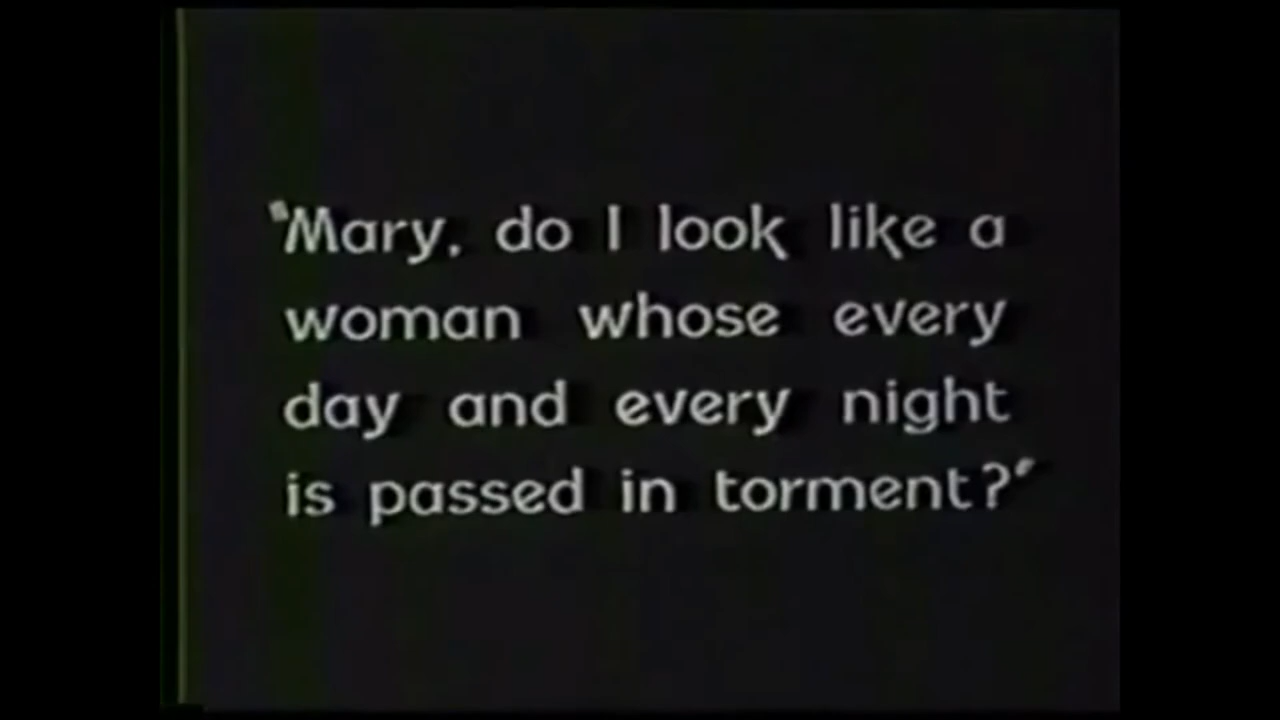 "Mary, do I look like a
woman whose every
day and every night
is passed in torment?"